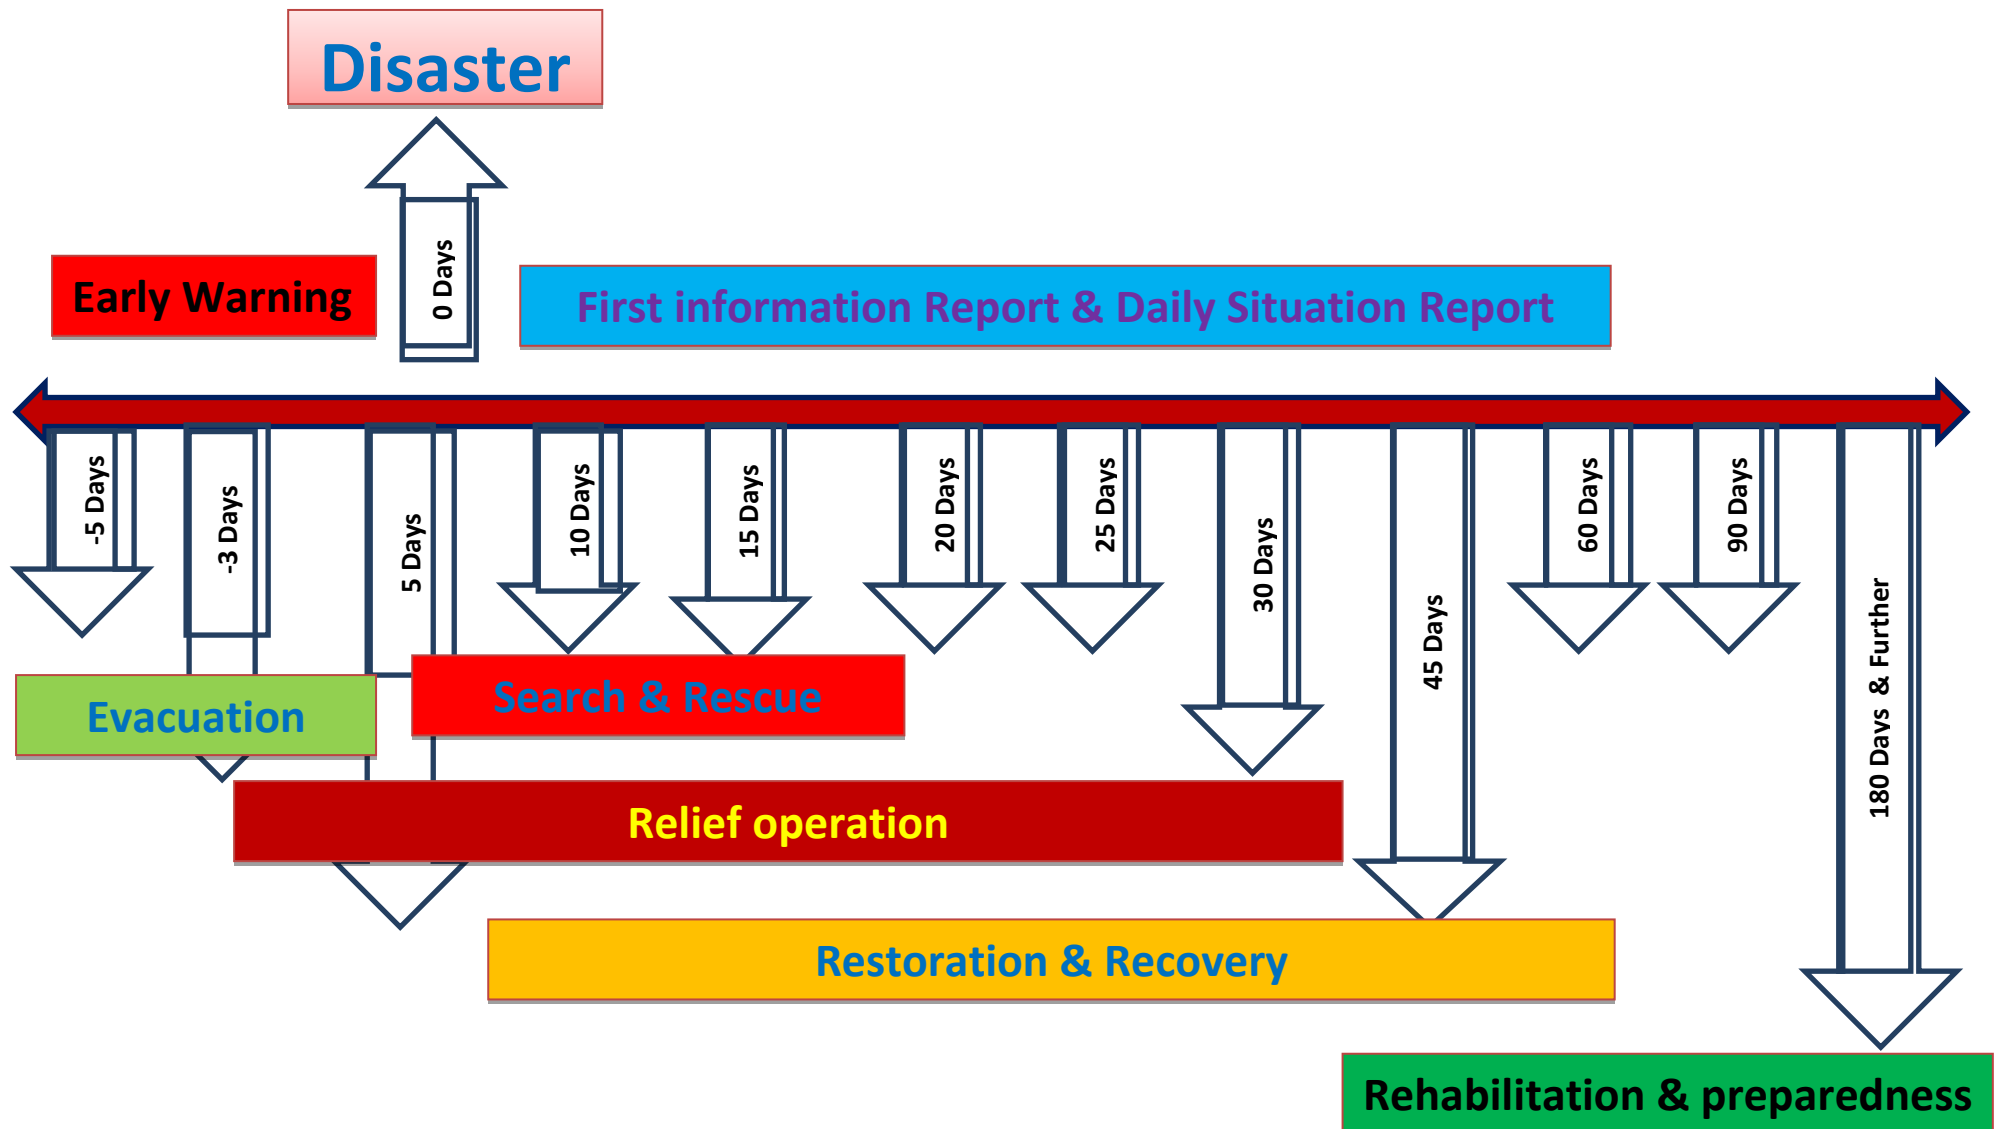 Disaster
0 Days
Early Warning
First information Report & Daily Situation Report
-5 Days
-3 Days
5 Days
10 Days
15 Days
20 Days
25 Days
30 Days
45 Days
60 Days
90 Days
180 Days & Further
Evacuation
Search & Rescue
Relief operation
Restoration & Recovery
Rehabilitation & preparedness